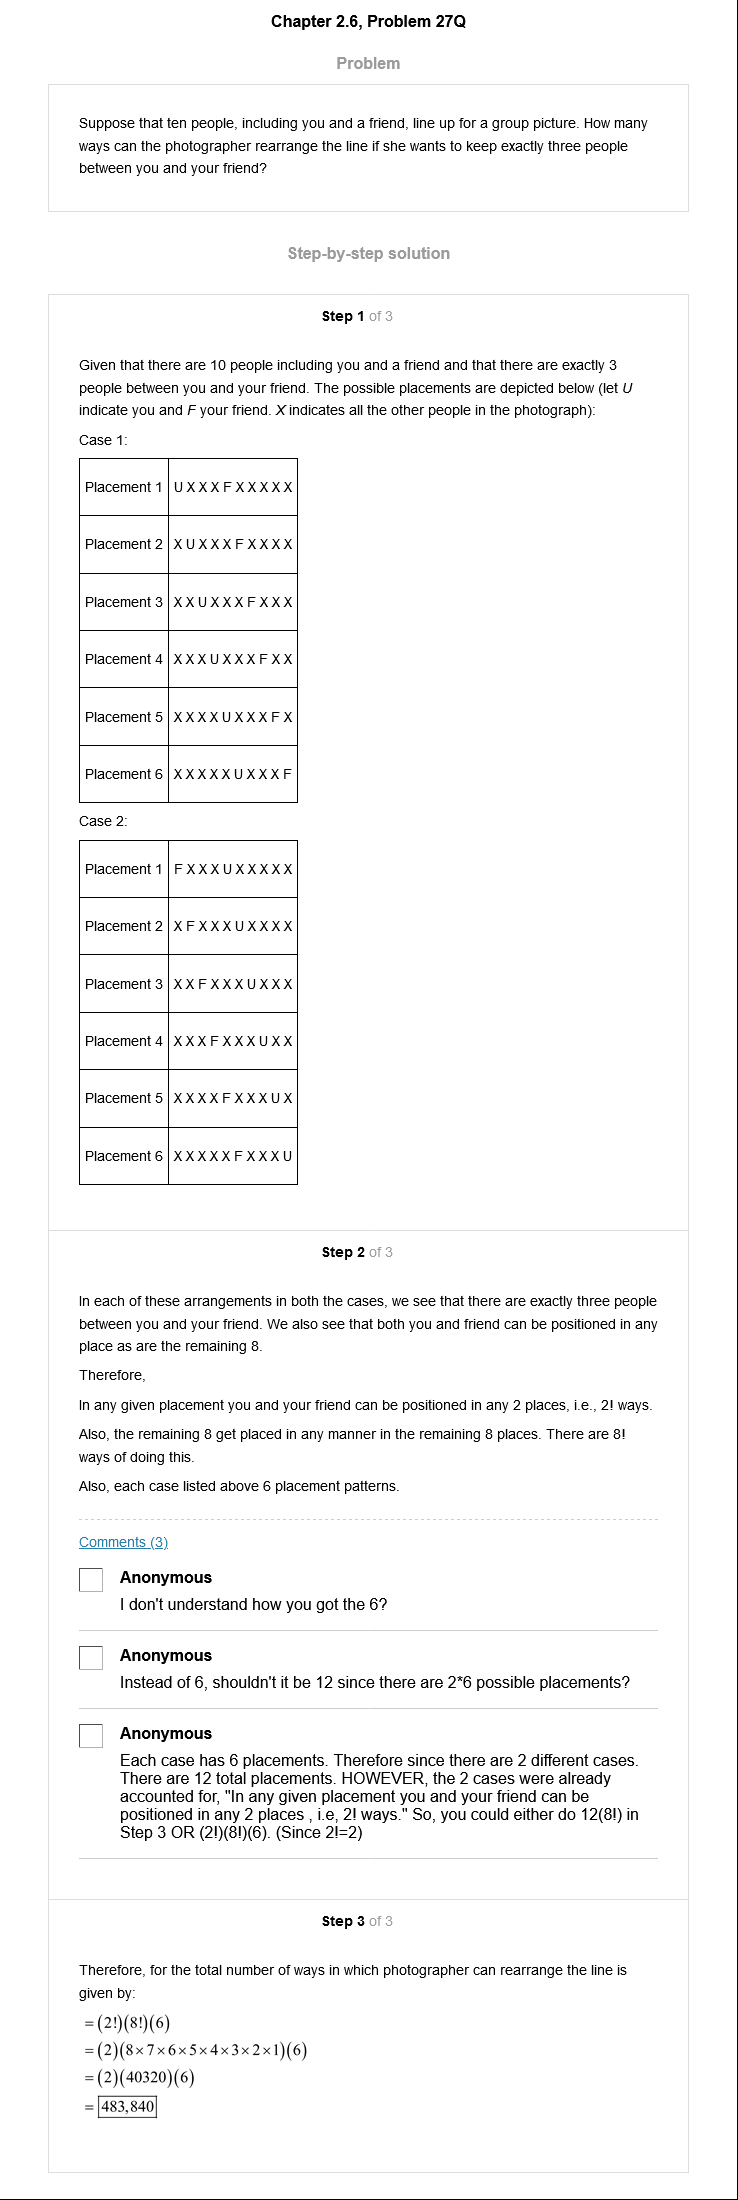 Chapter 2.6, Problem 27Q
Problem
Suppose that ten people, including you and a friend, line up for a group picture. How many
ways can the photographer rearrange the line if she wants to keep exactly three people
between you and your friend?
Step-by-step solution
Step 1 of 3
Given that there are 10 people including you and a friend and that there are exactly 3
people between you and your friend. The possible placements are depicted below (let U
indicate you and F your friend. X indicates all the other people in the photograph):
Case 1:
Placement 1 U X X X F X X X X X
Placement 2 X U X X X F X X X X
Placement 3 X X U X X X F X X X
Placement 4 X X X U X X X F X X
Placement 5 X X X X U X X X F X
Placement 6 X X X X X U X X X F
Case 2:
Placement 1 F X X X U X X X X X
Placement 2 X F X X X U X X X X
Placement 3 X X F X X X U X X X
Placement 4 X X X F X X X U X X
Placement 5 X X X X F X X X U X
Placement 6 X X X X X F X X X U
Step 2 of 3
In each of these arrangements in both the cases, we see that there are exactly three people
between you and your friend. We also see that both you and friend can be positioned in any
place as are the remaining 8.
Therefore,
In any given placement you and your friend can be positioned in any 2 places, i.e., 2! ways.
Also, the remaining 8 get placed in any manner in the remaining 8 places. There are 8!
ways of doing this.
Also, each case listed above 6 placement patterns.
Comments (3)
Anonymous
I don't understand how you got the 6?
Anonymous
Instead of 6, shouldn't it be 12 since there are 2*6 possible placements?
Anonymous
Each case has 6 placements. Therefore since there are 2 different cases.
There are 12 total placements. HOWEVER, the 2 cases were already
accounted for, "In any given placement you and your friend can be
positioned in any 2 places , i.e, 2! ways." So, you could either do 12(8!) in
Step 3 OR (2!)(8!)(6). (Since 2!=2)
Step 3 of 3
Therefore, for the total number of ways in which photographer can rearrange the line is
given by:
=(2!)(8!)(6)
=(2)(8×7×6×5×4×3×2×1)(6)
=(2)(40320)(6)
= 483,840